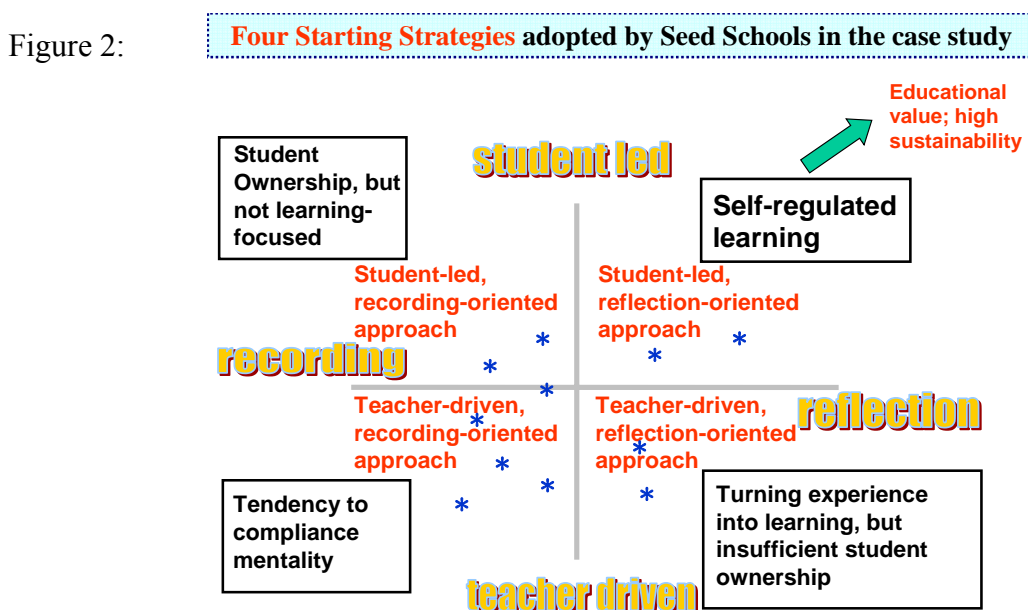 Figure 2:
Four Starting Strategies adopted by Seed Schools in the case study
Educational
value; high
sustainability
Student
Ownership, but
not learning-
focused
student led
Self-regulated
learning
Student-led,
recording-oriented
approach
Student-led,
reflection-oriented
approach
recording
reflection
Teacher-driven,
recording-oriented
approach
Teacher-driven,
reflection-oriented
approach
Tendency to
compliance
mentality
Turning experience
into learning, but
insufficient student
ownership
teacher driven